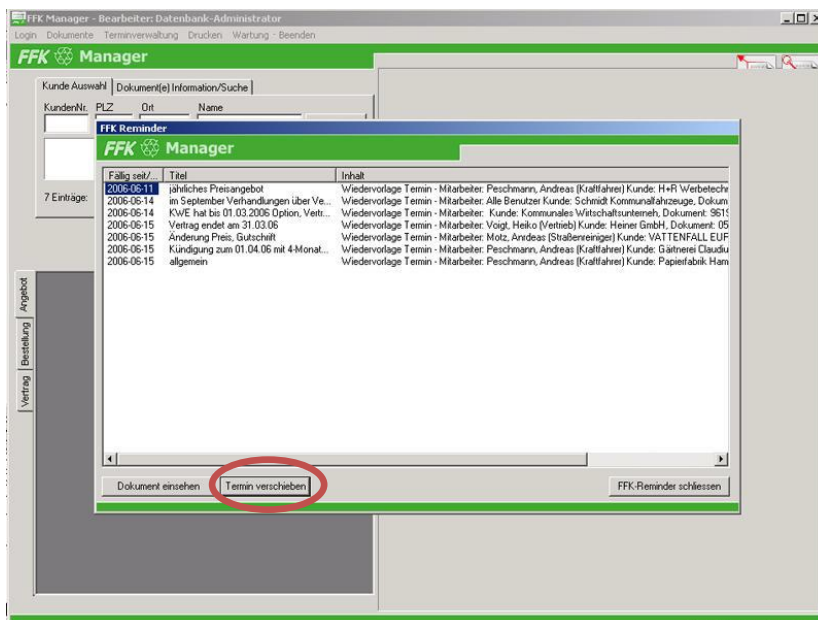 FFK Manager - Bearbeiter: Datenbank-Administrator
Login Dokumente Terminverwaltung Drucken Wartung - Beenden
FFK Manager
Kunde Auswahl Dokument(e) Information/Suche
KundenNr. PLZ Ort Name
FFK Reminder
FFK Manager
Fällig seit/... Titel Inhalt
2006-06-11 jährliches Preisangebot Wiedervorlage Termin - Mitarbeiter: Peschmann, Andreas (Kraftfahrer) Kunde: H+R Werbetechr
2006-06-14 im September Verhandlungen über Ve... Wiedervorlage Termin - Mitarbeiter: Alle Benutzer Kunde: Schmidt Kommunalfahrzeuge, Dokum
2006-06-14 KWE hat bis 01.03.2006 Option, Vertr... Wiedervorlage Termin - Mitarbeiter: Kunde: Kommunales Wirtschaftsunterneh, Dokument: 961
2006-06-15 Vertrag endet am 31.03.06 Wiedervorlage Termin - Mitarbeiter: Voigt, Heiko (Vertrieb) Kunde: Heiner GmbH, Dokument: 05
2006-06-15 Änderung Preis, Gutschrift Wiedervorlage Termin - Mitarbeiter: Motz, Andreas (Straßenreiniger) Kunde: VATTENFALL EUF
2006-06-15 Kündigung zum 01.04.06 mit 4-Monat... Wiedervorlage Termin - Mitarbeiter: Peschmann, Andreas (Kraftfahrer) Kunde: Gärtnerei Claudiu
2006-06-15 allgemein Wiedervorlage Termin - Mitarbeiter: Peschmann, Andreas (Kraftfahrer) Kunde: Papierfabrik Ham
7 Einträge:
Angebot
Bestellung
Vertrag
Dokument einsehen Termin verschieben FFK-Reminder schliessen